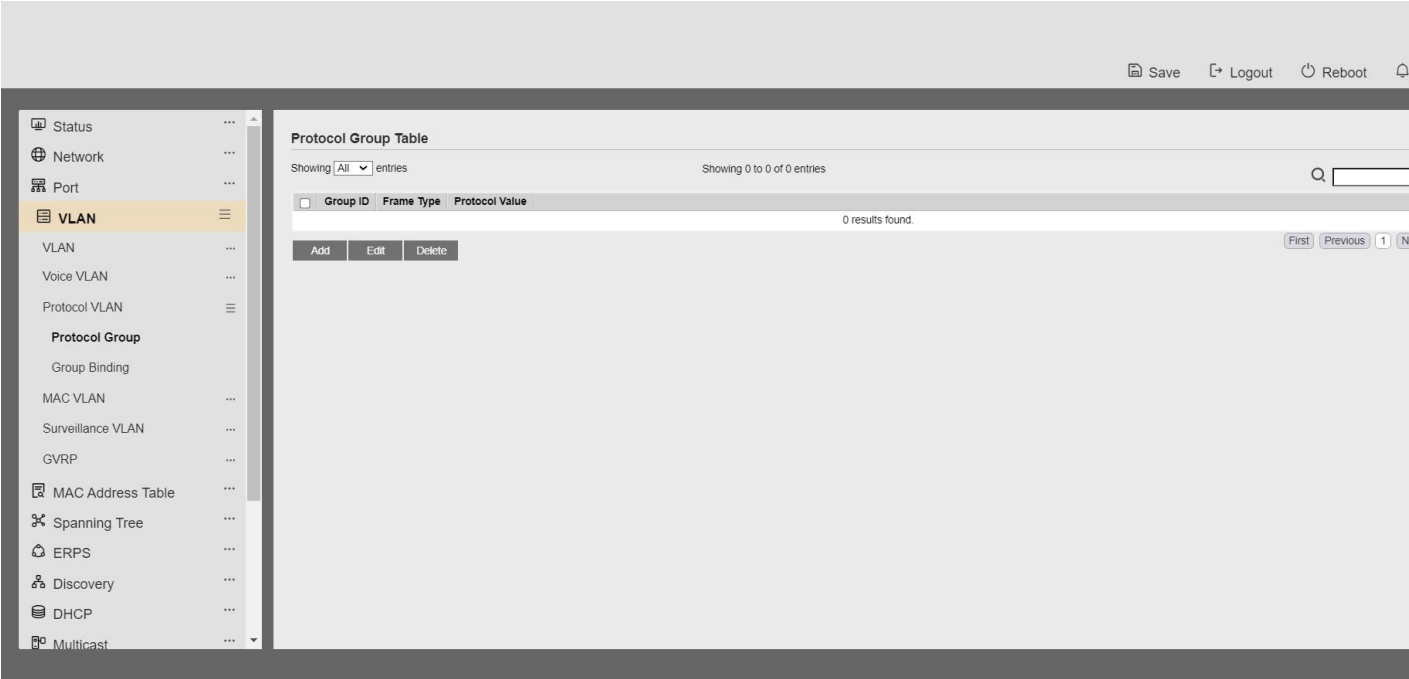 Save Logout Reboot
Status
Network
Port
VLAN
VLAN
Voice VLAN
Protocol VLAN
Protocol Group
Group Binding
MAC VLAN
Surveillance VLAN
GVRP
MAC Address Table
Spanning Tree
ERPS
Discovery
DHCP
Multicast
Protocol Group Table
Showing All entries Showing 0 to 0 of 0 entries
Group ID Frame Type Protocol Value
0 results found.
First Previous 1 N
Add Edit Delete